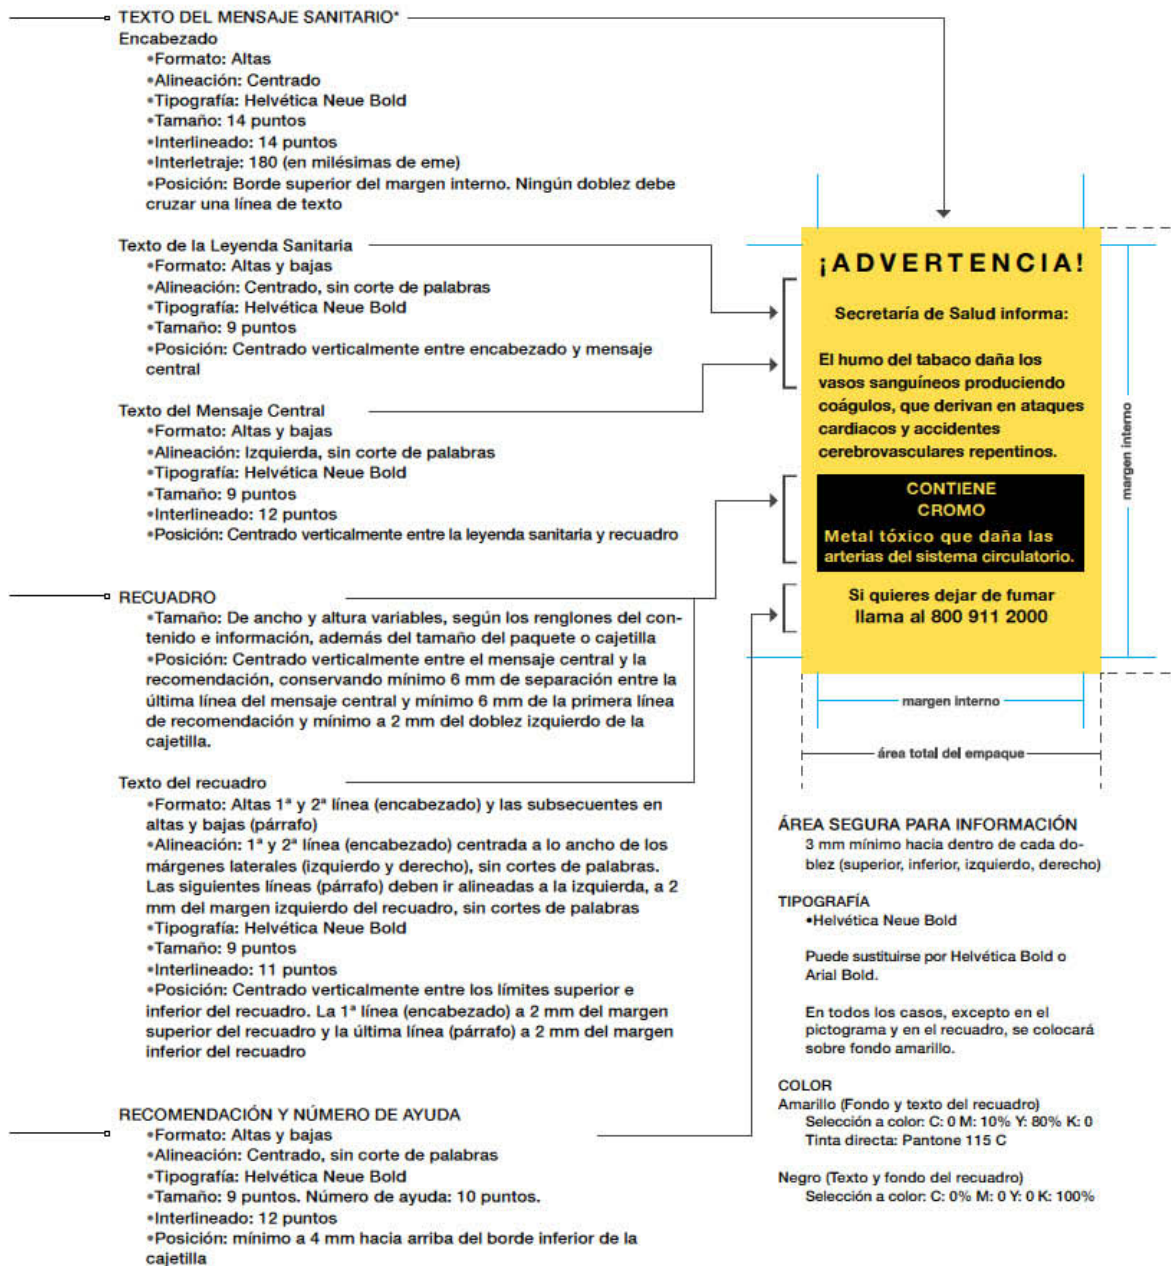 TEXTO DEL MENSAJE SANITARIO*
Encabezado
•Formato: Altas
•Alineación: Centrado
•Tipografía: Helvética Neue Bold
•Tamaño: 14 puntos
•Interlineado: 14 puntos
•Interletraje: 180 (en milésimas de eme)
•Posición: Borde superior del margen interno. Ningún doblez debe
cruzar una línea de texto
Texto de la Leyenda Sanitaria
•Formato: Altas y bajas
•Alineación: Centrado, sin corte de palabras
•Tipografía: Helvética Neue Bold
•Tamaño: 9 puntos
•Posición: Centrado verticalmente entre encabezado y mensaje
central
Texto del Mensaje Central
•Formato: Altas y bajas
•Alineación: Izquierda, sin corte de palabras
•Tipografía: Helvética Neue Bold
•Tamaño: 9 puntos
•Interlineado: 12 puntos
•Posición: Centrado verticalmente entre la leyenda sanitaria y recuadro
RECUADRO
•Tamaño: De ancho y altura variables, según los renglones del con-
tenido e información, además del tamaño del paquete o cajetilla
•Posición: Centrado verticalmente entre el mensaje central y la
recomendación, conservando mínimo 6 mm de separación entre la
última línea del mensaje central y mínimo 6 mm de la primera línea
de recomendación y mínimo a 2 mm del doblez izquierdo de la
cajetilla.
Texto del recuadro
•Formato: Altas 1ª y 2ª línea (encabezado) y las subsecuentes en
altas y bajas (párrafo)
•Alineación: 1ª y 2ª línea (encabezado) centrada a lo ancho de los
márgenes laterales (izquierdo y derecho), sin cortes de palabras.
Las siguientes líneas (párrafo) deben ir alineadas a la izquierda, a 2
mm del margen izquierdo del recuadro, sin cortes de palabras
•Tipografía: Helvética Neue Bold
•Tamaño: 9 puntos
•Interlineado: 11 puntos
•Posición: Centrado verticalmente entre los límites superior e
inferior del recuadro. La 1ª línea (encabezado) a 2 mm del margen
superior del recuadro y la última línea (párrafo) a 2 mm del margen
inferior del recuadro
RECOMENDACIÓN Y NÚMERO DE AYUDA
•Formato: Altas y bajas
•Alineación: Centrado, sin corte de palabras
•Tipografía: Helvética Neue Bold
•Tamaño: 9 puntos. Número de ayuda: 10 puntos.
•Interlineado: 12 puntos
•Posición: mínimo a 4 mm hacia arriba del borde inferior de la
cajetilla
¡ADVERTENCIA!
Secretaría de Salud informa:
El humo del tabaco daña los
vasos sanguíneos produciendo
coágulos, que derivan en ataques
cardiacos y accidentes
cerebrovasculares repentinos.
CONTIENE
CROMO
Metal tóxico que daña las
arterias del sistema circulatorio.
Si quieres dejar de fumar
llama al 800 911 2000
margen interno
margen interno
área total del empaque
ÁREA SEGURA PARA INFORMACIÓN
3 mm mínimo hacia dentro de cada do-
blez (superior, inferior, izquierdo, derecho)
TIPOGRAFÍA
•Helvética Neue Bold
Puede sustituirse por Helvética Bold o
Arial Bold.
En todos los casos, excepto en el
pictograma y en el recuadro, se colocará
sobre fondo amarillo.
COLOR
Amarillo (Fondo y texto del recuadro)
Selección a color: C: 0 M: 10% Y: 80% K: 0
Tinta directa: Pantone 115 C
Negro (Texto y fondo del recuadro)
Selección a color: C: 0% M: 0 Y: 0 K: 100%